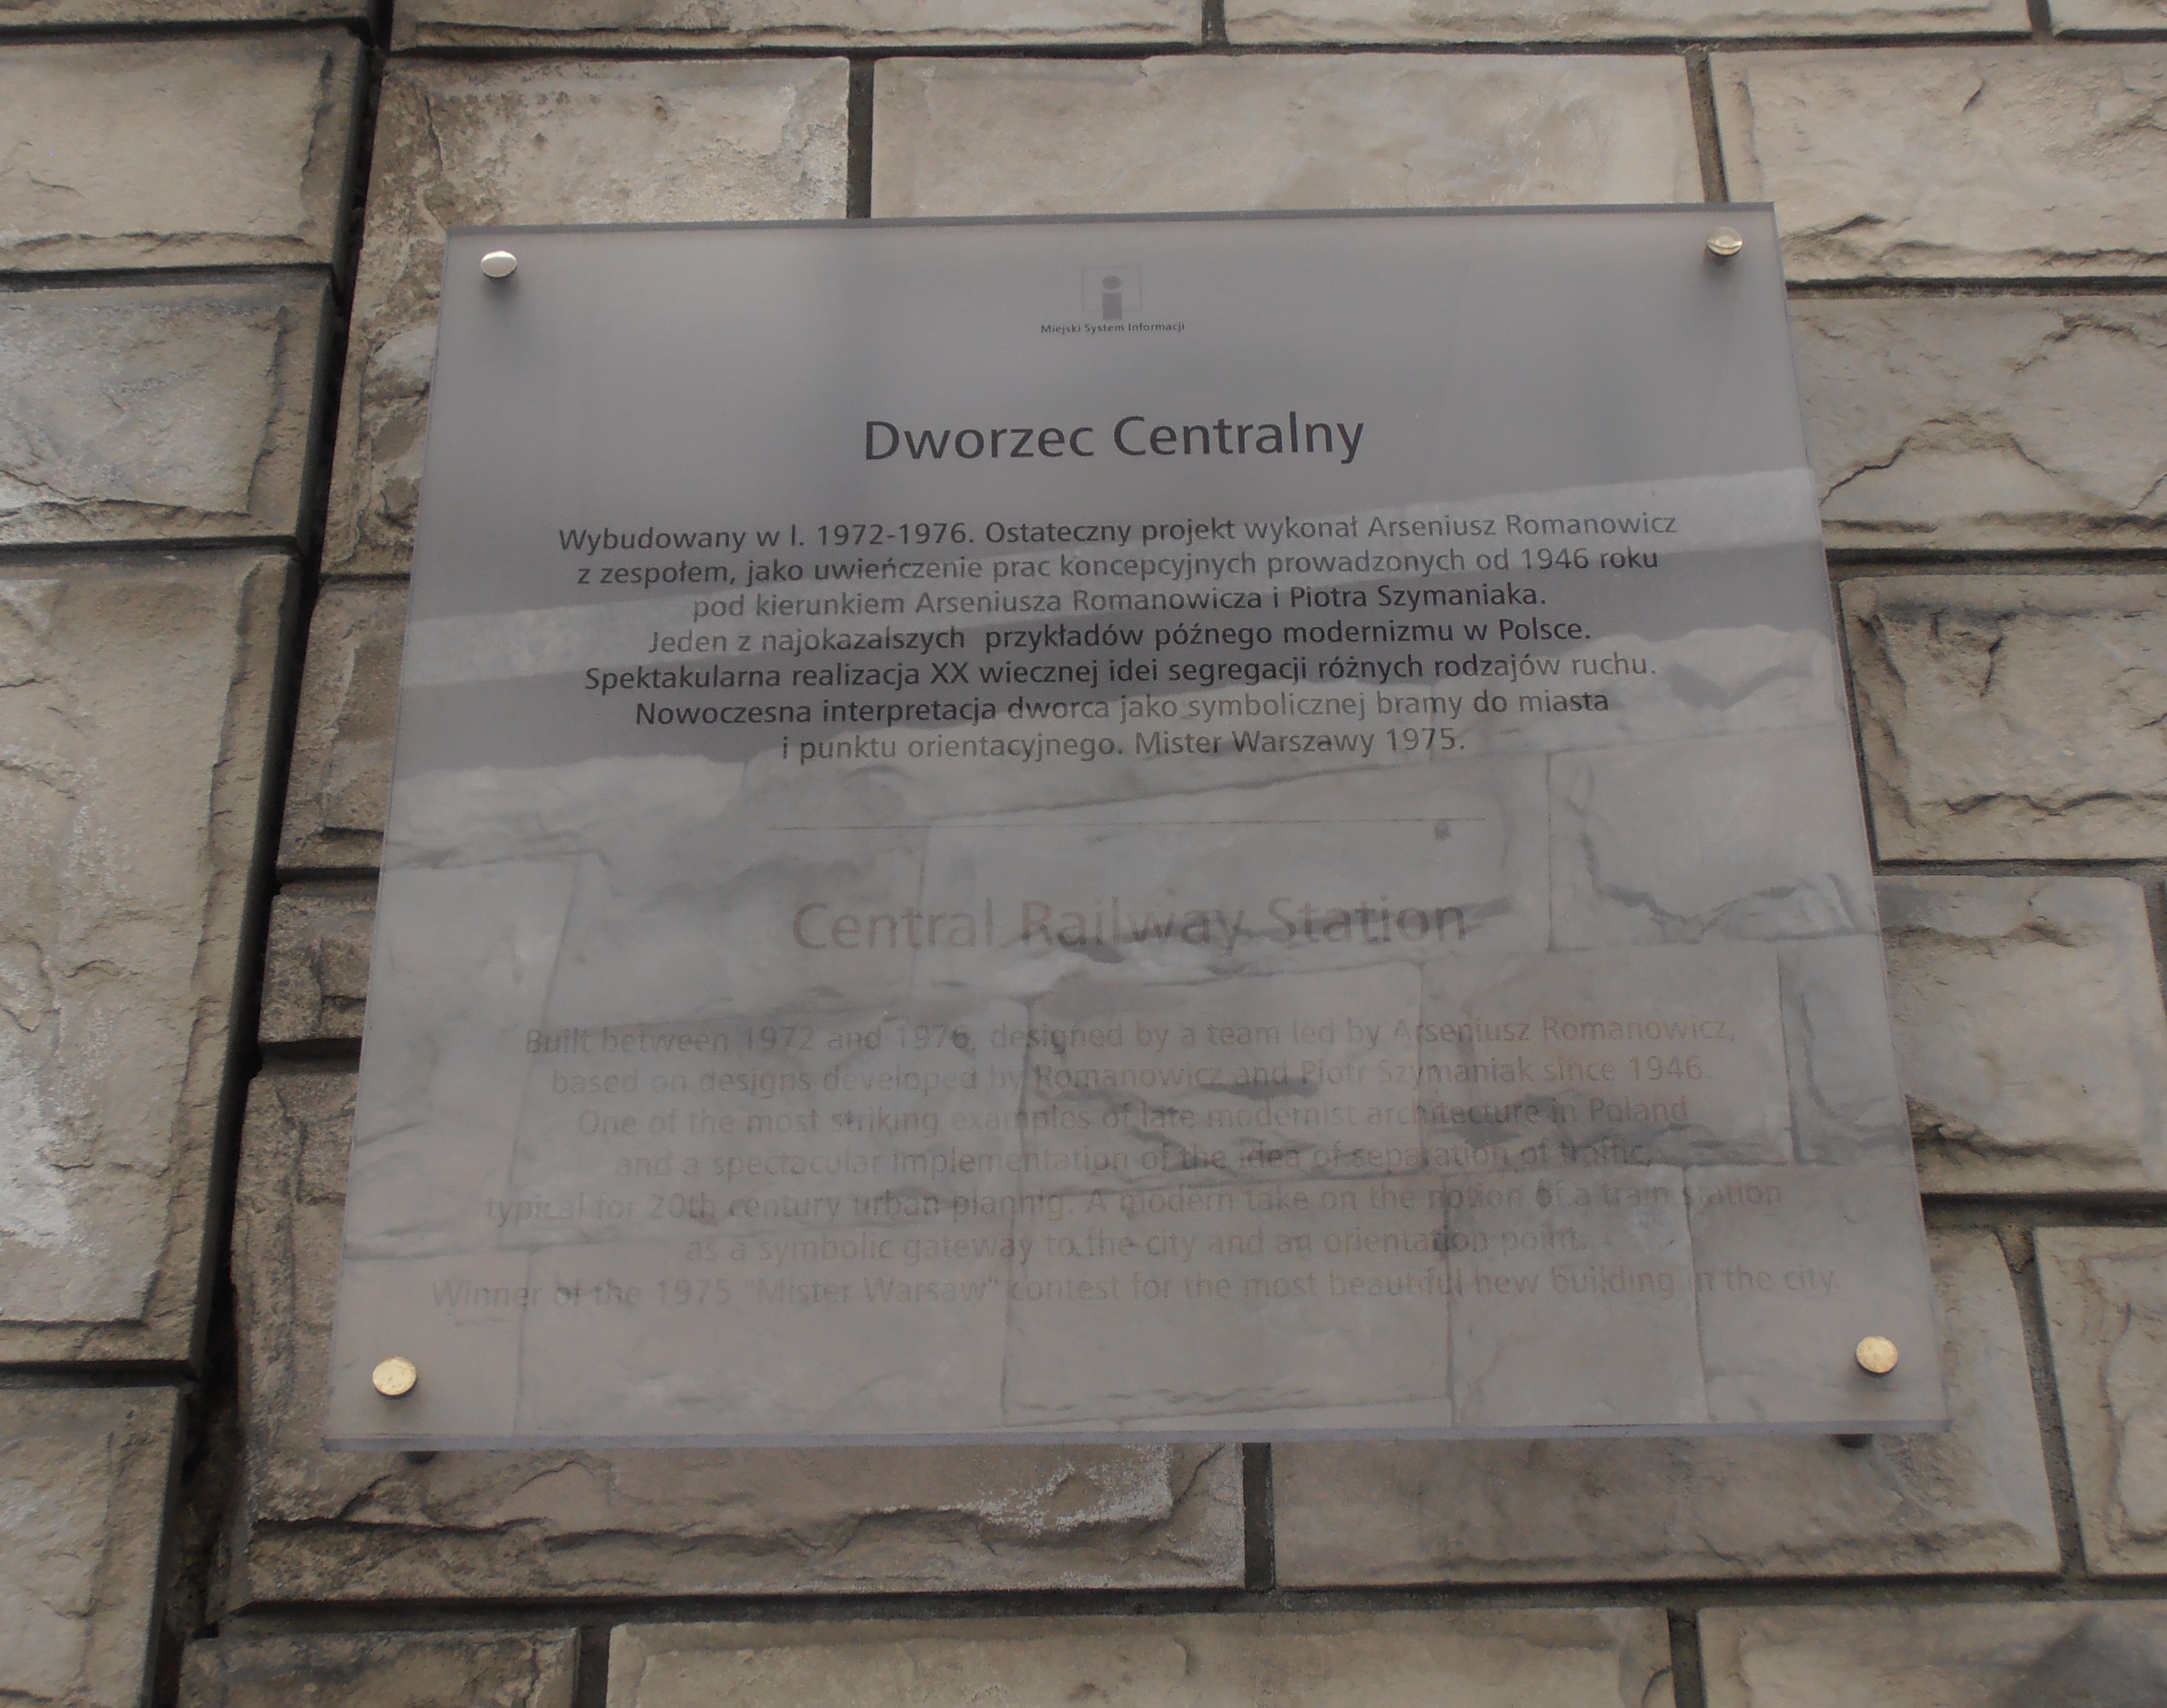 Miejski System Informacji
Dworzec Centralny
Wybudowany w l. 1972-1976. Ostateczny projekt wykonał Arseniusz Romanowicz
z zespołem, jako uwieńczenie prac koncepcyjnych prowadzonych od 1946 roku
pod kierunkiem Arseniusza Romanowicza i Piotra Szymaniaka.
Jeden z najokazalszych przykładów późnego modernizmu w Polsce.
Spektakularna realizacja XX wiecznej idei segregacji różnych rodzajów ruchu.
Nowoczesna interpretacja dworca jako symbolicznej bramy do miasta
i punktu orientacyjnego. Mister Warszawy 1975.
Central Railway Station
Built between 1972 and 1976, designed by a team led by Arseniusz Romanowicz,
based on designs developed by Romanowicz and Piotr Szymaniak since 1946.
One of the most striking examples of late modernist architecture in Poland
and a spectacular implementation of the idea of separation of traffic,
typical for 20th century urban plannig. A modern take on the notion of a train station
as a symbolic gateway to the city and an orientation point.
Winner of the 1975 "Mister Warsaw" contest for the most beautiful new building in the city.